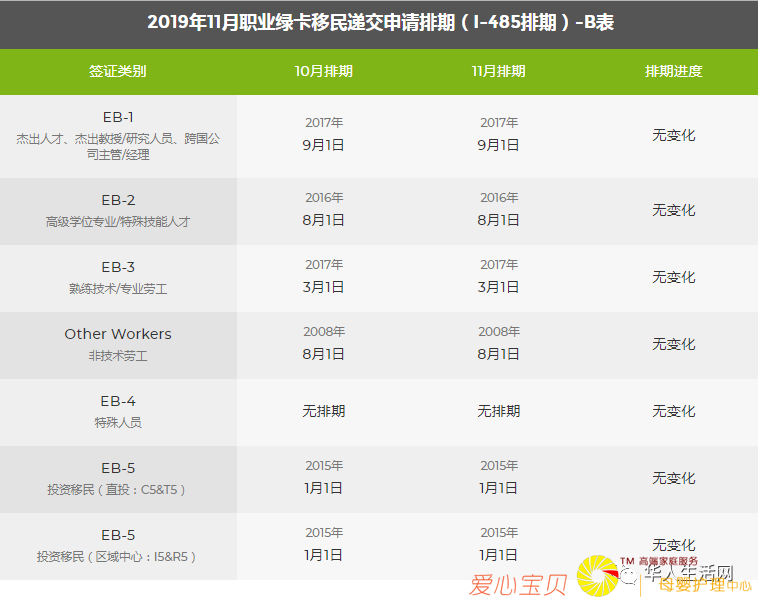 2019年11月职业绿卡移民递交申请排期（I-485排期）-B表
签证类别 10月排期 11月排期 排期进度
EB-1
杰出人才、杰出教授/研究人员、跨国公
司主管/经理
2017年
9月1日
2017年
9月1日
无变化
EB-2
高级学位专业/特殊技能人才
2016年
8月1日
2016年
8月1日
无变化
EB-3
熟练技术/专业劳工
2017年
3月1日
2017年
3月1日
无变化
Other Workers
非技术劳工
2008年
8月1日
2008年
8月1日
无变化
EB-4
特殊人员
无排期
无排期
无变化
EB-5
投资移民（直投：C5&T5）
2015年
1月1日
2015年
1月1日
无变化
EB-5
投资移民（区域中心：I5&R5）
2015年
1月1日
2015年
1月1日
无变化
TM 高端家庭服务
华人生活网
爱心宝贝
母婴护理中心